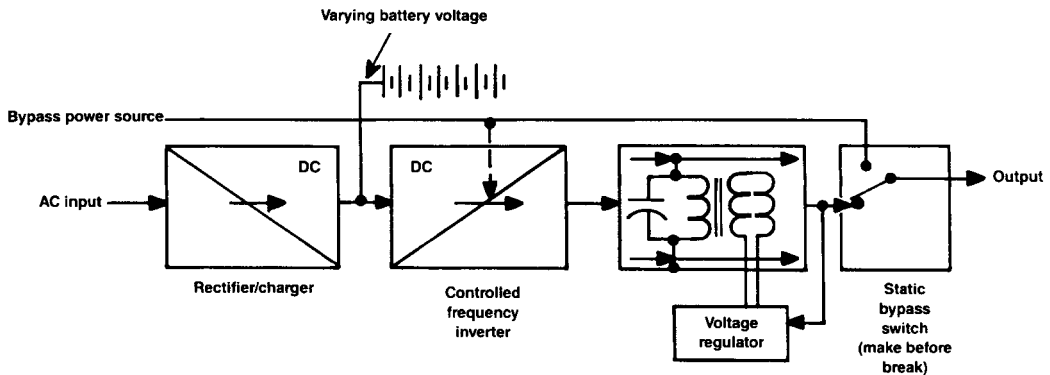 Varying battery voltage
Bypass power source
DC
DC
AC input
Output
Rectifier/charger
Controlled
frequency
inverter
Voltage
regulator
Static
bypass
switch
(make before
break)